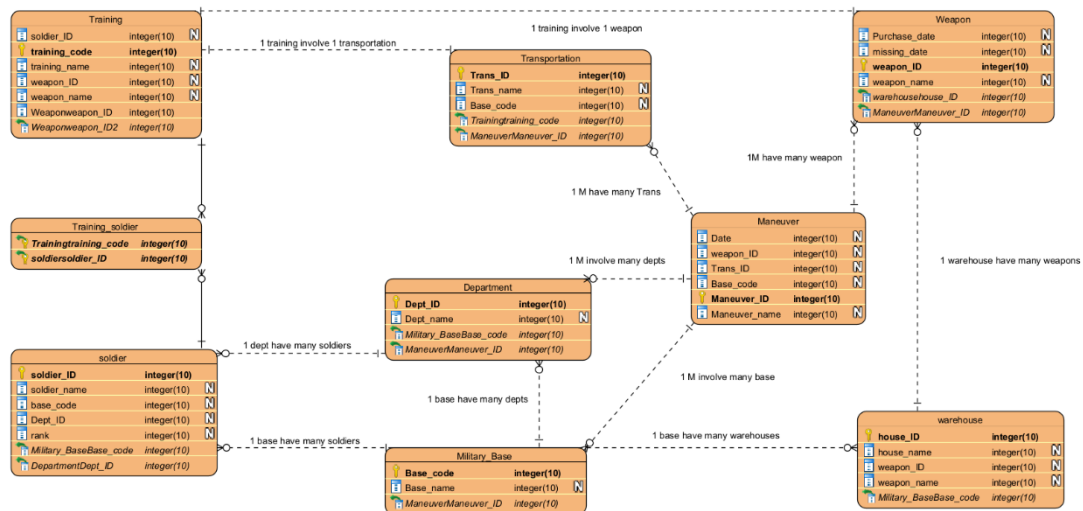 Training
soldier_ID integer(10) N
training_code integer(10)
training_name integer(10) N
weapon_ID integer(10) N
weapon_name integer(10) N
Weaponweapon_ID integer(10)
Weaponweapon_ID2 integer(10)
1 training involve 1 weapon
1 training involve 1 transportation
Transportation
Trans_ID integer(10)
Trans_name integer(10) N
Base_code integer(10) N
Trainingtraining_code integer(10)
ManeuverManeuver_ID integer(10)
Weapon
Purchase_date integer(10) N
missing_date integer(10) N
weapon_ID integer(10)
weapon_name integer(10) N
warehousehouse_ID integer(10)
ManeuverManeuver_ID integer(10)
1M have many weapon
1 M have many Trans
Training_soldier
Trainingtraining_code integer(10)
soldiersoldier_ID integer(10)
Maneuver
Date integer(10) N
weapon_ID integer(10) N
Trans_ID integer(10) N
Base_code integer(10) N
Maneuver_ID integer(10)
Maneuver_name integer(10) N
1 M involve many depts
1 warehouse have many weapons
Department
Dept_ID integer(10)
Dept_name integer(10) N
Military_BaseBase_code integer(10)
ManeuverManeuver_ID integer(10)
1 dept have many soldiers
soldier
soldier_ID integer(10)
soldier_name integer(10) N
base_code integer(10) N
Dept_ID integer(10) N
rank integer(10) N
Military_BaseBase_code integer(10)
DepartmentDept_ID integer(10)
1 M involve many base
1 base have many depts
1 base have many soldiers
1 base have many warehouses
Military_Base
Base_code integer(10)
Base_name integer(10) N
ManeuverManeuver_ID integer(10)
warehouse
house_ID integer(10)
house_name integer(10) N
weapon_ID integer(10) N
weapon_name integer(10) N
Military_BaseBase_code integer(10)